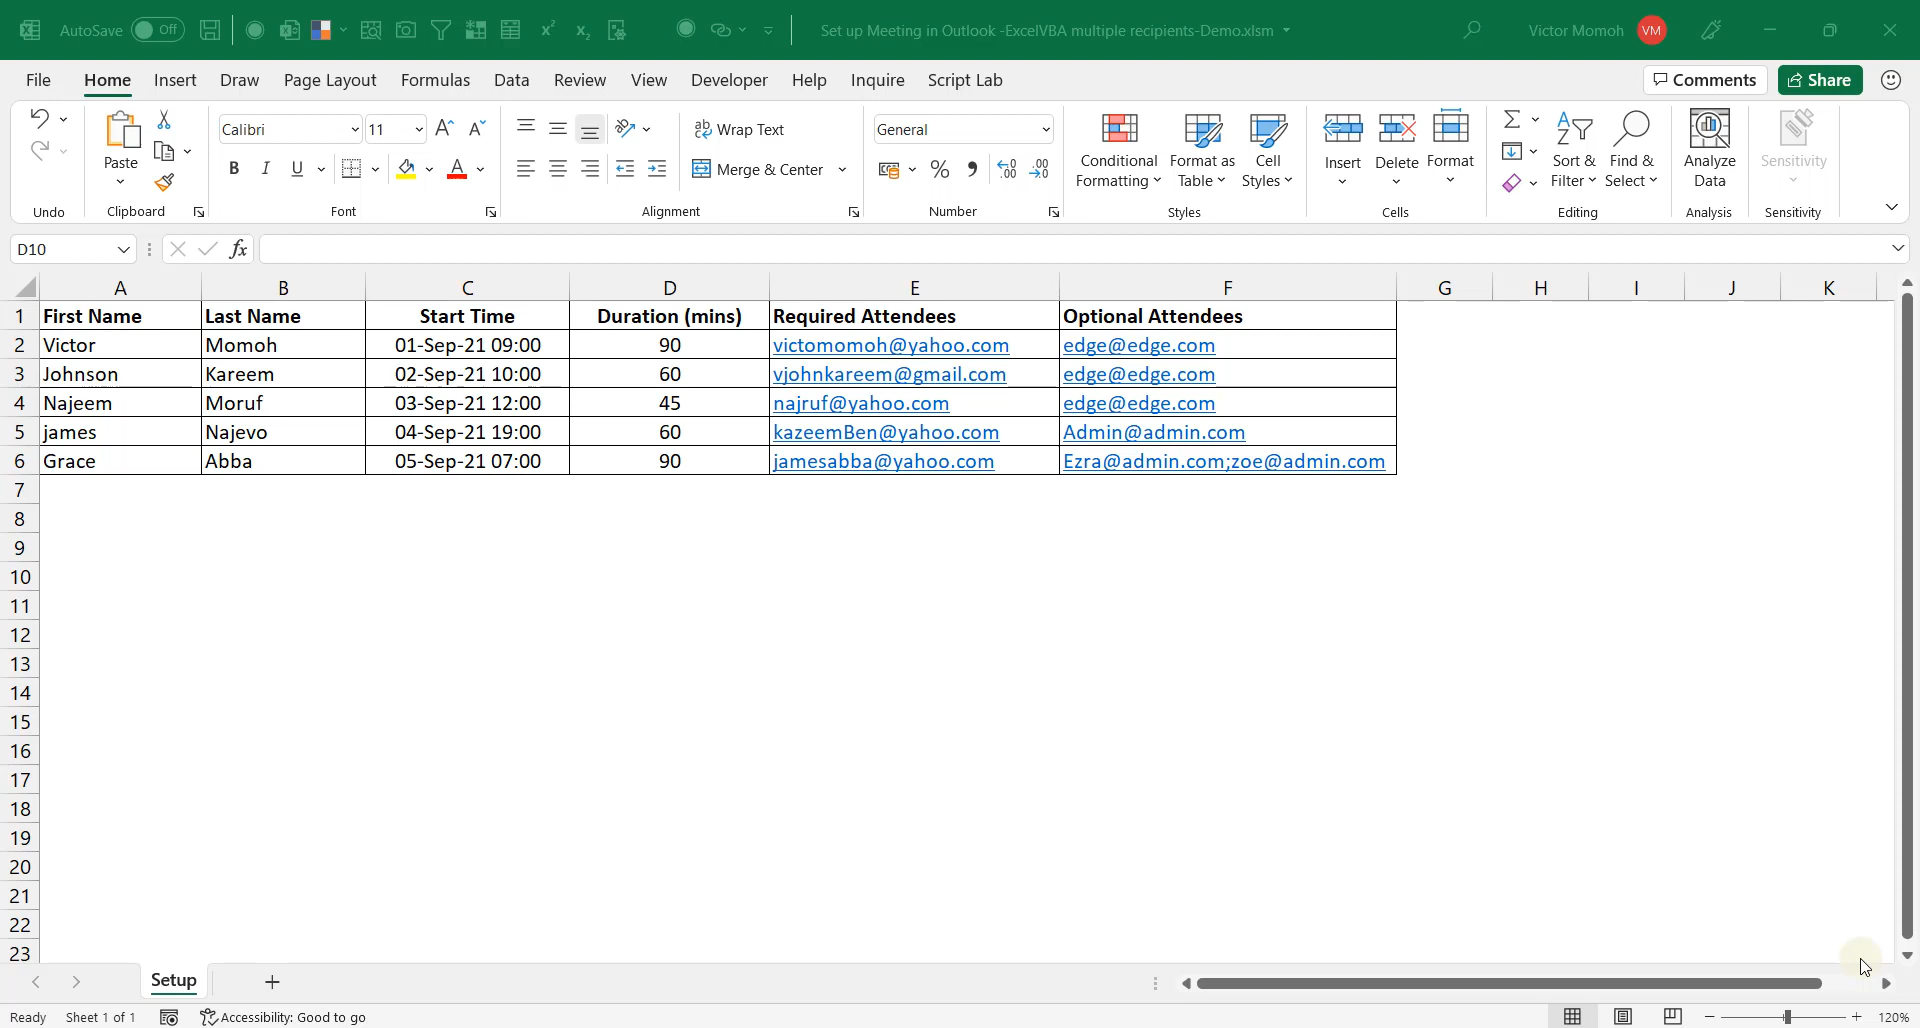 AutoSave Off Set up Meeting in Outlook -ExcelVBA multiple recipients-Demo.xlsm Victor Momoh VM
File Home Insert Draw Page Layout Formulas Data Review View Developer Help Inquire Script Lab Comments Share
Paste Calibri 11 A^ A˅ ab Wrap Text General Conditional Formatting Format as Table Cell Styles Insert Delete Format Sort & Filter Find & Select Analyze Data Sensitivity
B I U A Merge & Center % 9 .00 .00
Undo Clipboard Font Alignment Number Styles Cells Editing Analysis Sensitivity
D10 fx
A B C D E F G H I J K
1 First Name Last Name Start Time Duration (mins) Required Attendees Optional Attendees
2 Victor Momoh 01-Sep-21 09:00 90 victomomoh@yahoo.com edge@edge.com
3 Johnson Kareem 02-Sep-21 10:00 60 vjohnkareem@gmail.com edge@edge.com
4 Najeem Moruf 03-Sep-21 12:00 45 najruf@yahoo.com edge@edge.com
5 james Najevo 04-Sep-21 19:00 60 kazeemBen@yahoo.com Admin@admin.com
6 Grace Abba 05-Sep-21 07:00 90 jamesabba@yahoo.com Ezra@admin.com;zoe@admin.com
7
8
9
10
11
12
13
14
15
16
17
18
19
20
21
22
23
Setup +
Ready Sheet 1 of 1 Accessibility: Good to go 120%